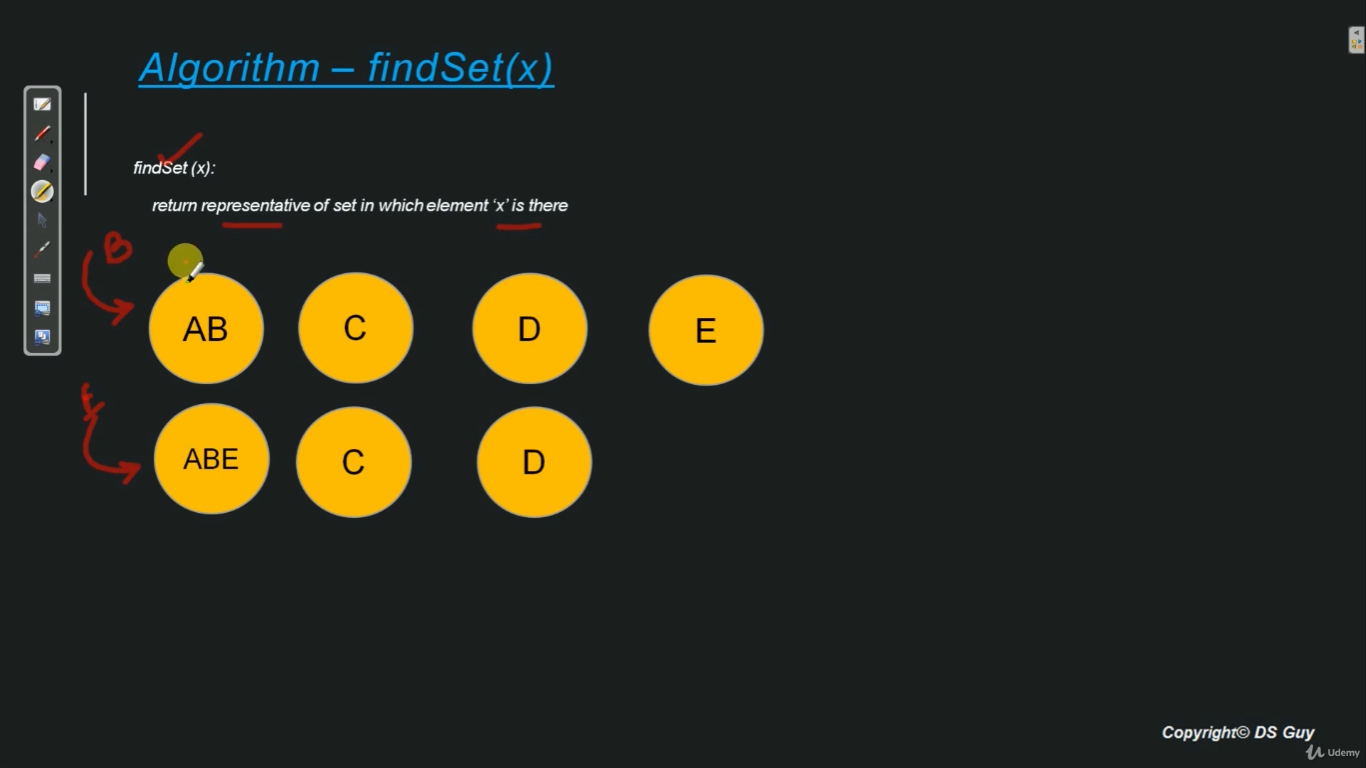 Algorithm – findSet(x)
findSet (x):
return representative of set in which element ‘x’ is there
B
AB C D E
E
ABE C D
Copyright© DS Guy
Udemy